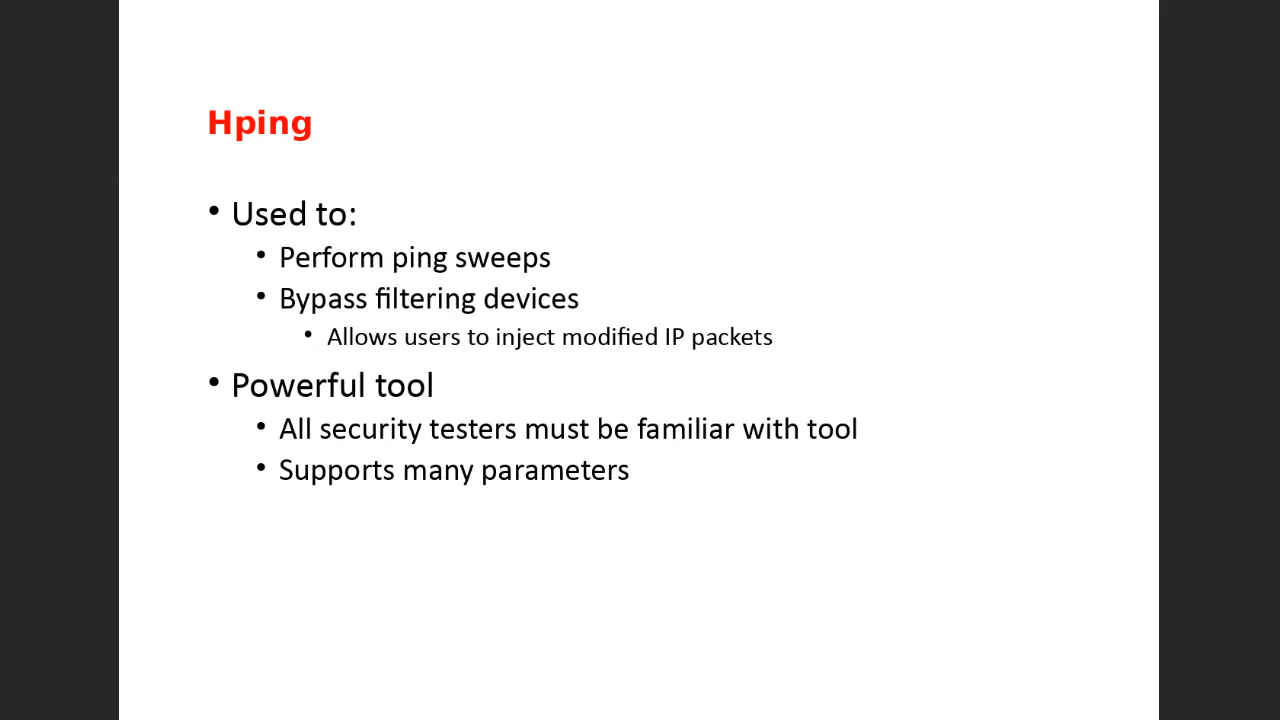 Hping
• Used to:
• Perform ping sweeps
• Bypass filtering devices
• Allows users to inject modified IP packets
• Powerful tool
• All security testers must be familiar with tool
• Supports many parameters